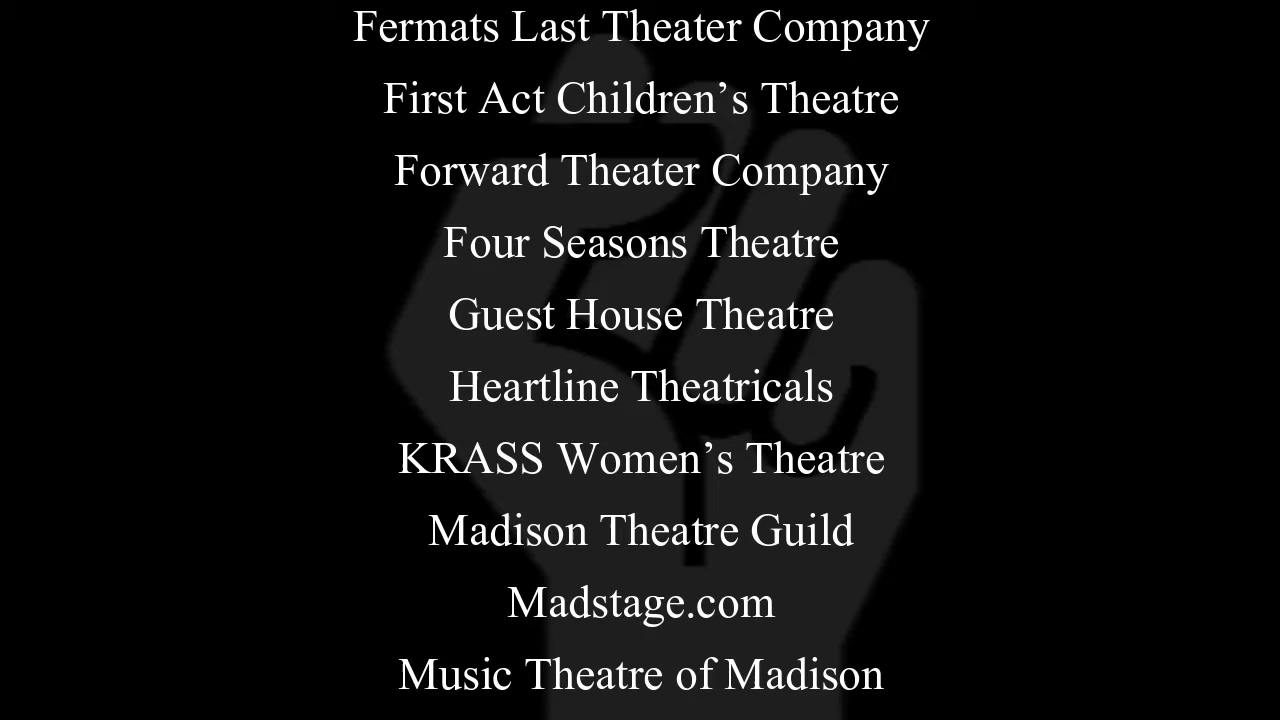 Fermats Last Theater Company
First Act Children’s Theatre
Forward Theater Company
Four Seasons Theatre
Guest House Theatre
Heartline Theatricals
KRASS Women’s Theatre
Madison Theatre Guild
Madstage.com
Music Theatre of Madison